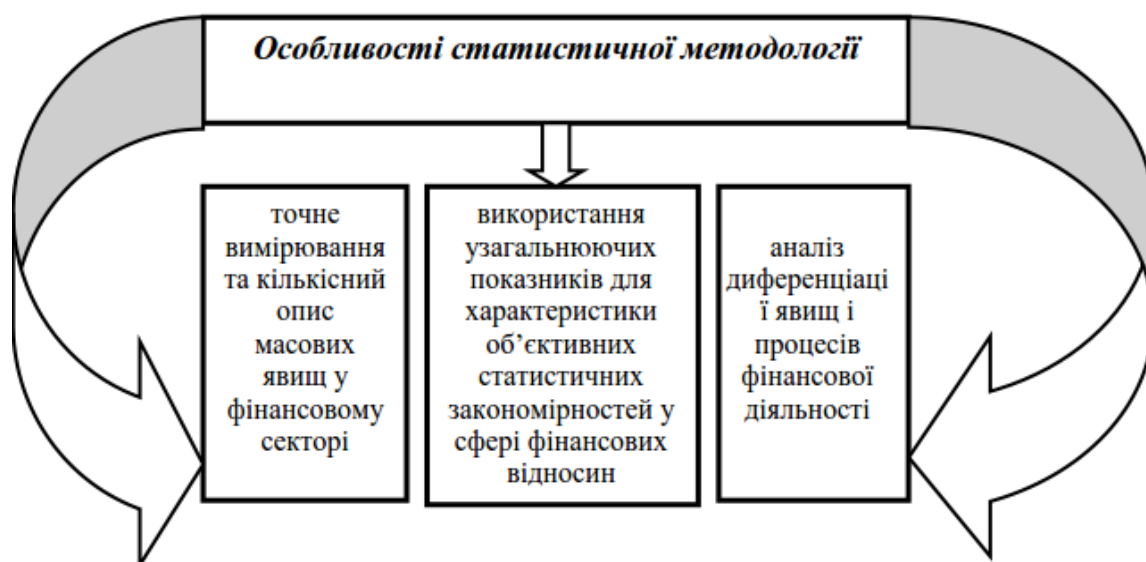 Особливості статистичної методології
точне
вимірювання
та кількісний
опис
масових
явищ у
фінансовому
секторі
використання
узагальнюючих
показників для
характеристики
об’єктивних
статистичних
закономірностей у
сфері фінансових
відносин
аналіз
диференціаці
ї явищ і
процесів
фінансової
діяльності